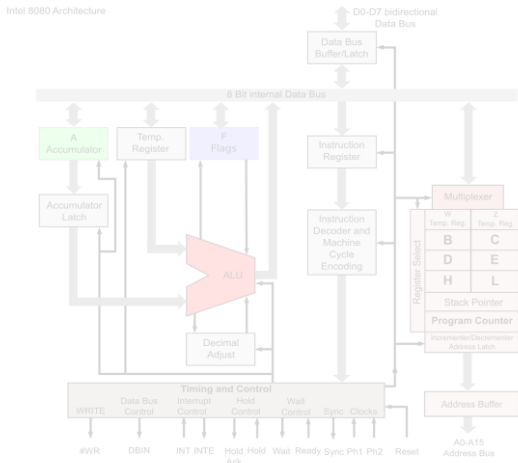 Intel 8080 Architecture
D0-D7 bidirectional
Data Bus
Data Bus
Buffer/Latch
8 Bit internal Data Bus
A
Accumulator
Temp.
Register
F
Flags
Instruction
Register
Multiplexer
Accumulator
Latch
Instruction
Decoder and
Machine
Cycle
Encoding
Register Select
W
Temp. Reg.
Z
Temp. Reg.
B
C
D
E
H
L
ALU
Stack Pointer
Program Counter
Incrementer/Decrementer
Address Latch
Decimal
Adjust
Timing and Control
WRITE
Data Bus
Control
Interrupt
Control
Hold
Control
Wait
Control
Sync
Clocks
Address Buffer
#WR
DBIN
INT
INTE
Hold
Ack
Hold
Wait
Ready
Sync
Ph1
Ph2
Reset
A0-A15
Address Bus